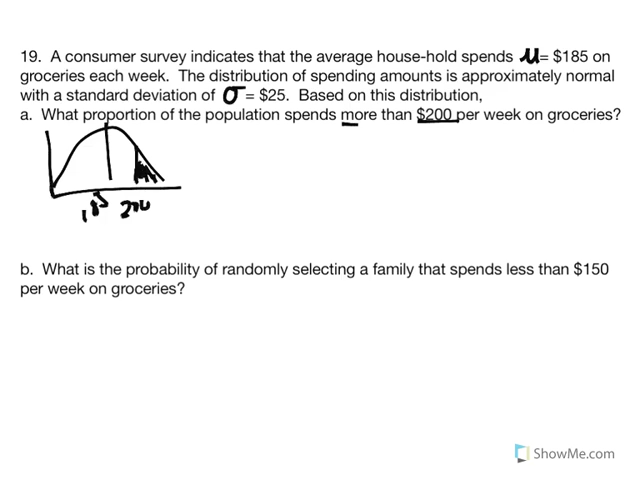 19. A consumer survey indicates that the average house-hold spends μ= $185 on
groceries each week. The distribution of spending amounts is approximately normal
with a standard deviation of σ = $25. Based on this distribution,
a. What proportion of the population spends more than $200 per week on groceries?
185 200
b. What is the probability of randomly selecting a family that spends less than $150
per week on groceries?
ShowMe.com